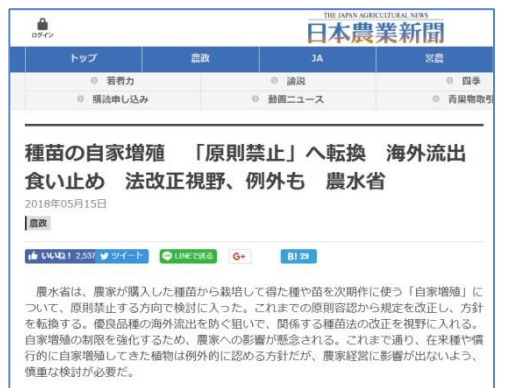 THE JAPAN AGRICULTURAL NEWS
日本農業新聞
ログイン
トップ 農政 JA 営農
若者力 論説 四季
購読申し込み 動画ニュース 青果物取引
種苗の自家増殖 「原則禁止」へ転換 海外流出
食い止め 法改正視野、例外も 農水省
2018年05月15日
農政
いいね! 2,537 ツイート LINEで送る G+ B! 29
農水省は、農家が購入した種苗から栽培して得た種や苗を次期作に使う「自家増殖」に
ついて、原則禁止する方向で検討に入った。これまでの原則容認から規定を改正し、方針
を転換する。優良品種の海外流出を防ぐ狙いで、関係する種苗法の改正を視野に入れる。
自家増殖の制限を強化するため、農家への影響が懸念される。これまで通り、在来種や慣
行的に自家増殖してきた植物は例外的に認める方針だが、農家経営に影響が出ないよう、
慎重な検討が必要だ。